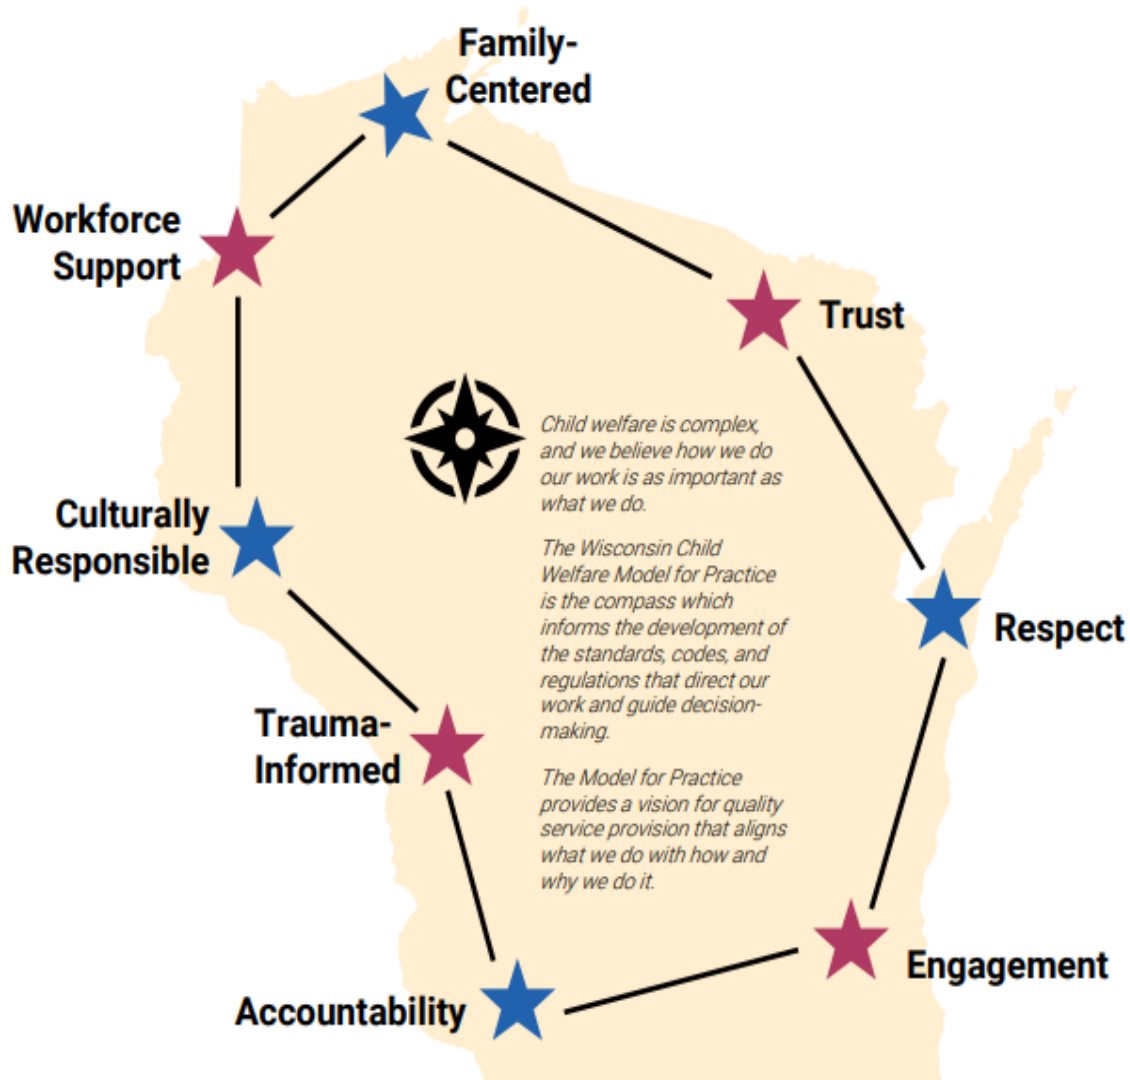 Family-
Centered
Workforce
Support
Trust
Child welfare is complex,
and we believe how we do
our work is as important as
what we do.
Culturally
Responsible
The Wisconsin Child
Welfare Model for Practice
is the compass which
informs the development of
the standards, codes, and
regulations that direct our
work and guide decision-
making.
Respect
Trauma-
Informed
The Model for Practice
provides a vision for quality
service provision that aligns
what we do with how and
why we do it.
Engagement
Accountability